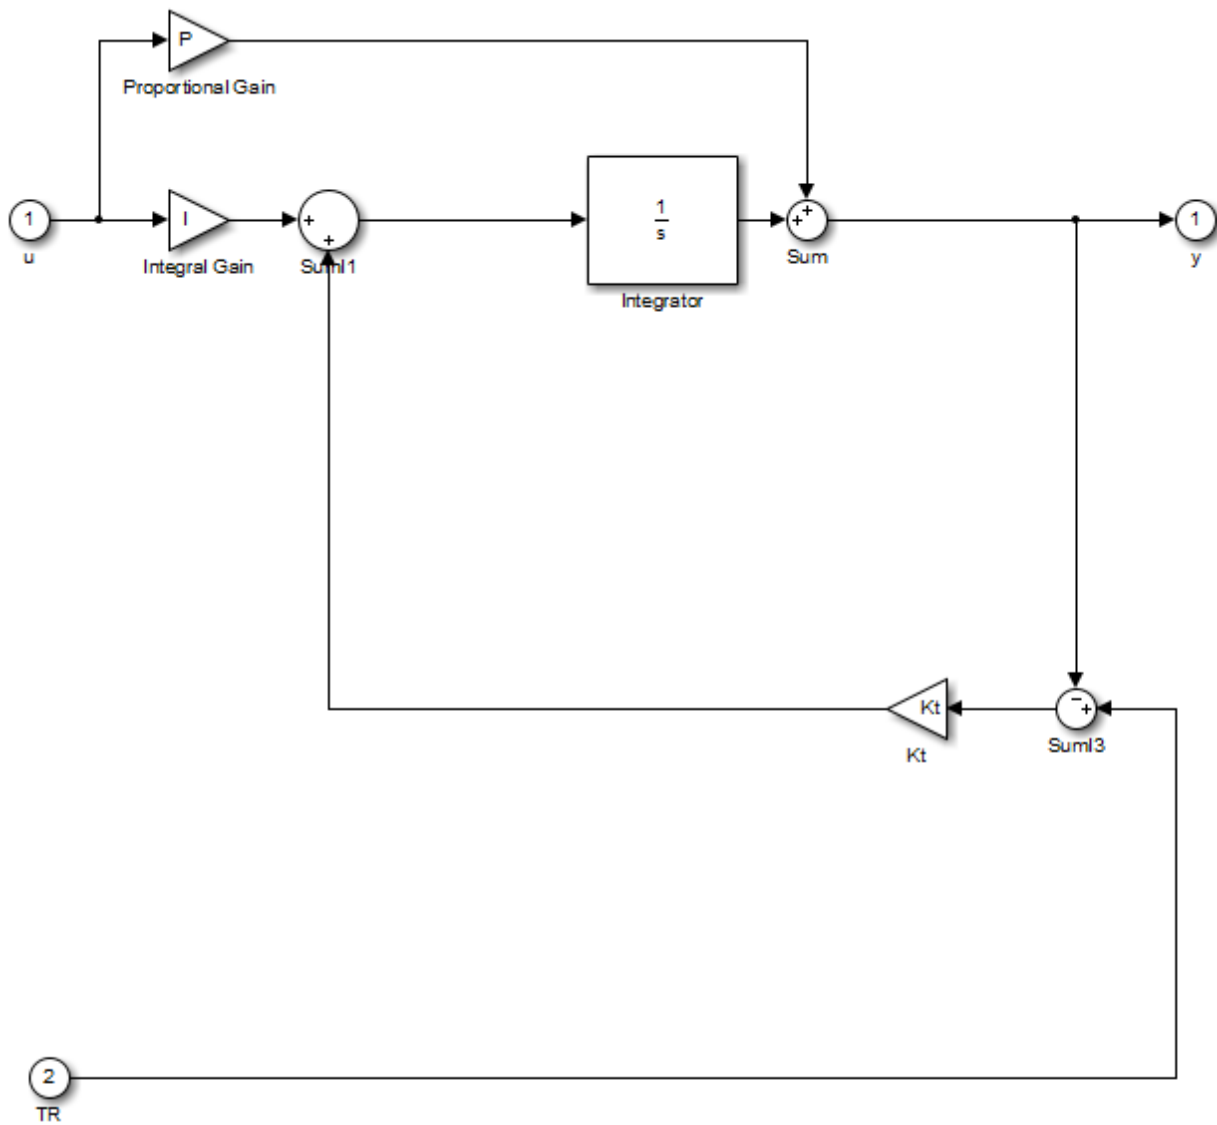 P
Proportional Gain
1
u
I
Integral Gain
+
+
SumI1
1
s
Integrator
+
+
Sum
1
y
Kt
Kt
−
+
SumI3
2
TR